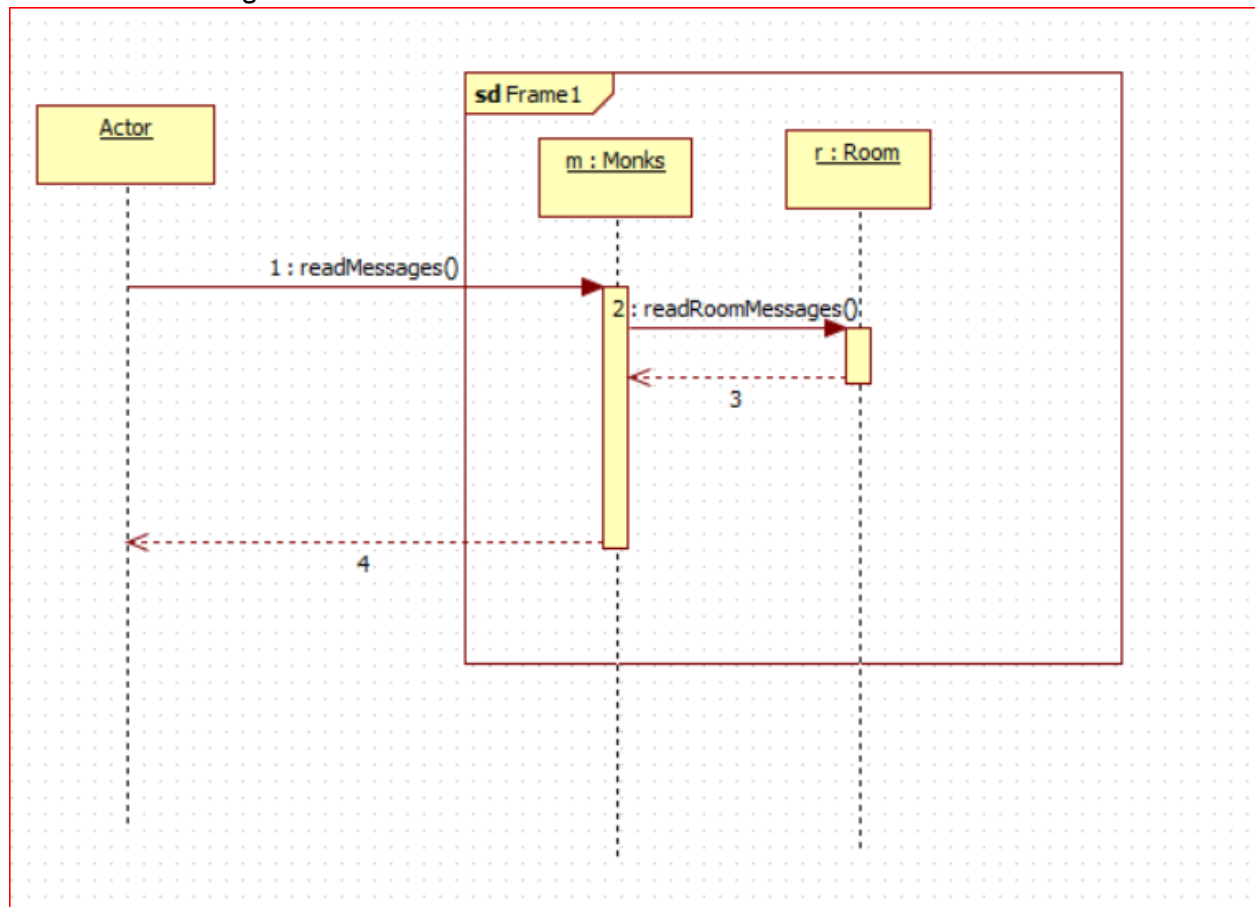 sd Frame1
Actor
m : Monks
r : Room
1 : readMessages()
2 : readRoomMessages()
3
4